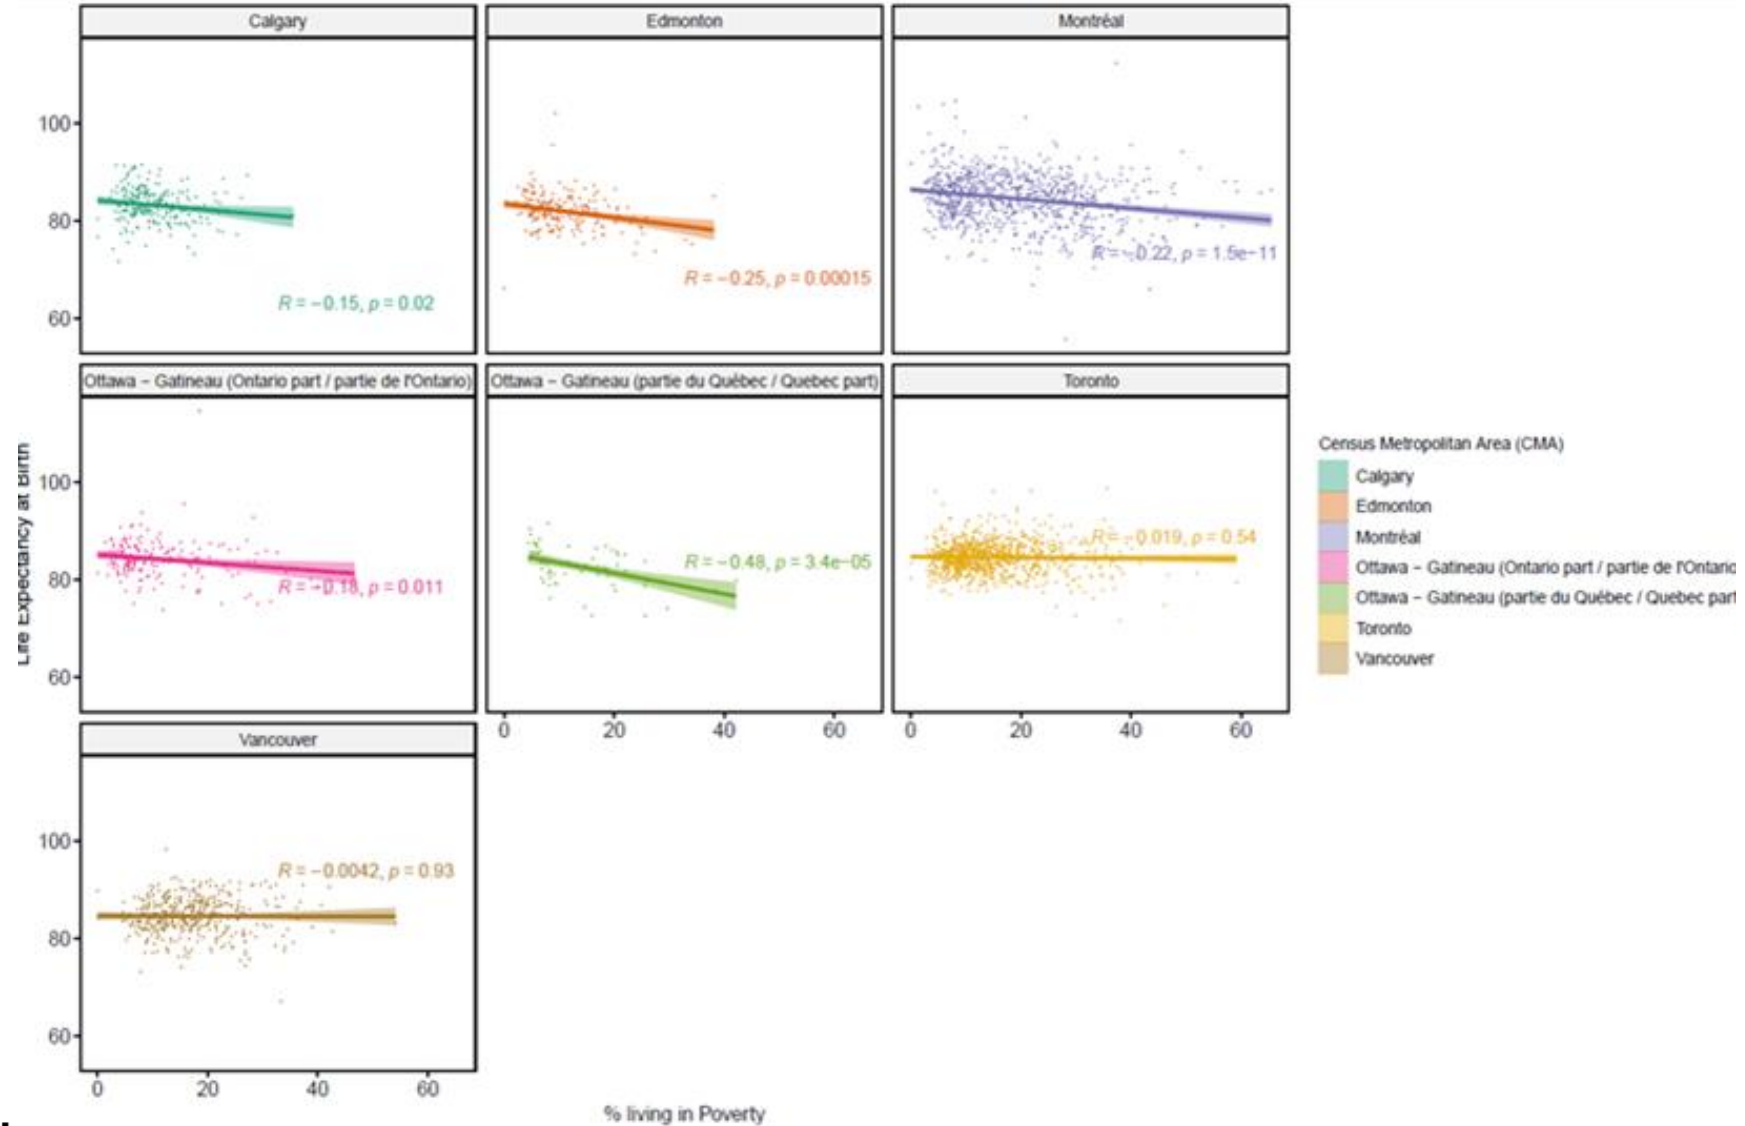 Calgary
Edmonton
Montréal
100
80
60
R = −0.15, p = 0.02
R = −0.25, p = 0.00015
R = −0.22, p = 1.5e−11
Ottawa − Gatineau (Ontario part / partie de l'Ontario)
Ottawa − Gatineau (partie du Québec / Quebec part)
Toronto
Life Expectancy at Birth
100
80
60
R = −0.18, p = 0.011
R = −0.48, p = 3.4e−05
R = −0.019, p = 0.54
0 20 40 60
0 20 40 60
Vancouver
100
80
60
R = −0.0042, p = 0.93
0 20 40 60
% living in Poverty
Census Metropolitan Area (CMA)
Calgary
Edmonton
Montréal
Ottawa − Gatineau (Ontario part / partie de l'Ontario
Ottawa − Gatineau (partie du Québec / Quebec part
Toronto
Vancouver